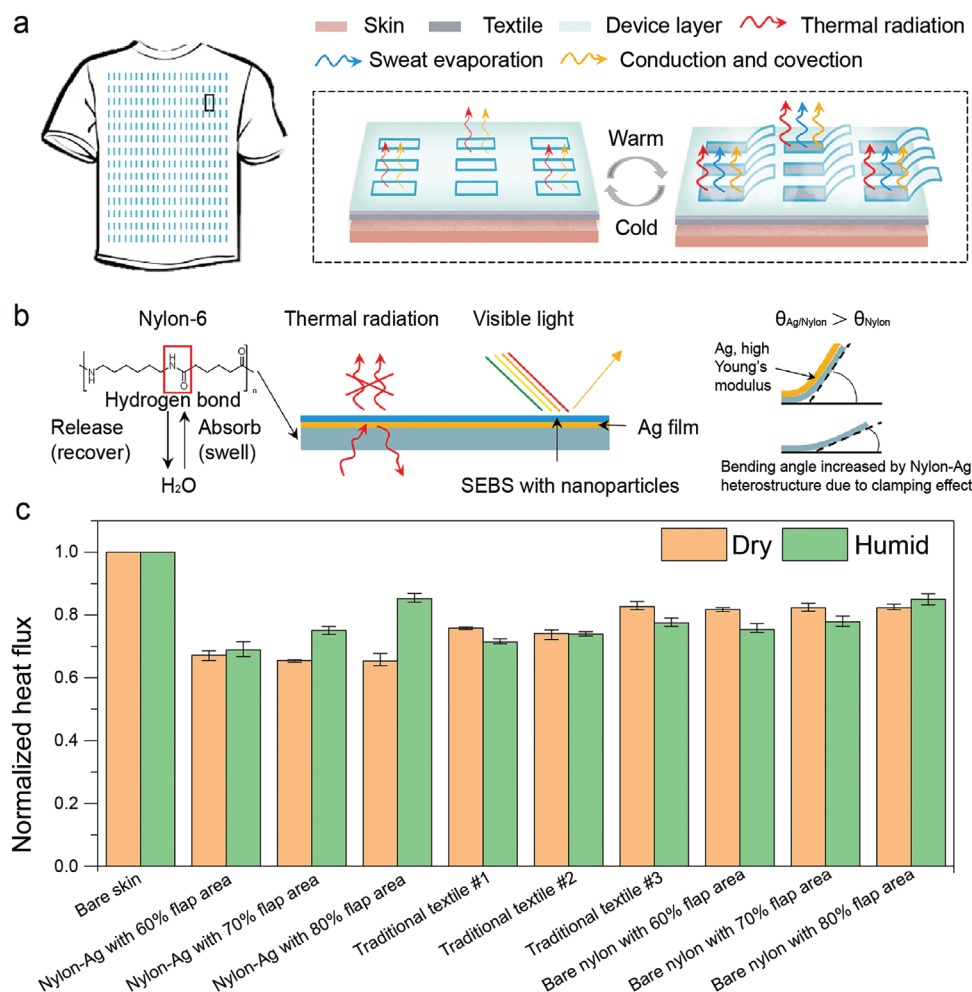 a
Skin
Textile
Device layer
Thermal radiation
Sweat evaporation
Conduction and covection
Warm
Cold
b
Nylon-6
N
H
H
N
O
O
n
Hydrogen bond
Release
(recover)
Absorb
(swell)
H₂O
Thermal radiation
Visible light
Ag film
SEBS with nanoparticles
θAg/Nylon > θNylon
Ag, high
Young's
modulus
Bending angle increased by Nylon-Ag
heterostructure due to clamping effect
c
Dry
Humid
Normalized heat flux
1.0
0.8
0.6
0.4
0.2
0.0
Bare skin
Nylon-Ag with 60% flap area
Nylon-Ag with 70% flap area
Nylon-Ag with 80% flap area
Traditional textile #1
Traditional textile #2
Traditional textile #3
Bare nylon with 60% flap area
Bare nylon with 70% flap area
Bare nylon with 80% flap area